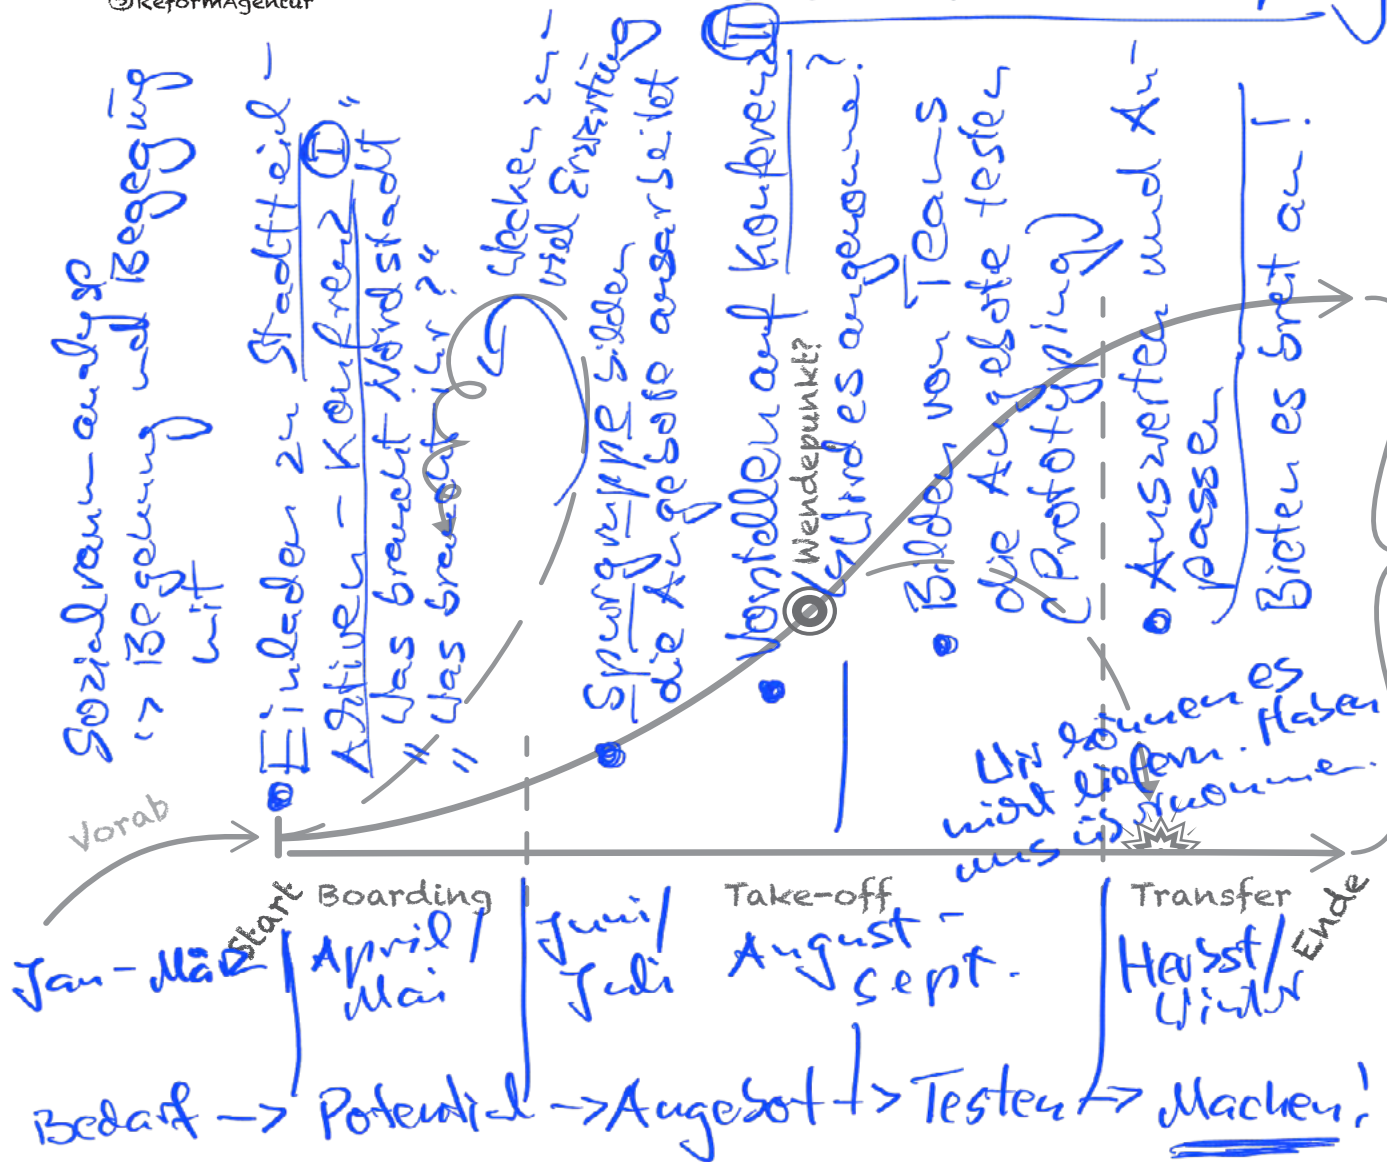 ©ReformAgentur
II
Sozialraum-analyse
-> Begehung und Begegnung
mit
Einladen zu Stadtteil-
Aktiven-Konferenz I
"Was braucht Nordstadt"
"Was braucht ihr?"
Wecken zu-
viel Erwartung
Spurgruppe bilden
die Angebote ausarbeitet
Vorstellen auf Konferenz
Wendepunkt?
Wird es angenommen?
Bilden von Teams
die Angebote testen
(Prototyping)
Auswerten und An-
passen
Bieten es breit an!
Wir können es
nicht liefern. Haben
uns übernommen.
Vorab
Start
Boarding
Take-off
Transfer
Ende
Jan-März
April/
Mai
Juni/
Juli
August-
Sept.
Herbst/
Winter
Bedarf -> Potential -> Angebot -> Testen -> Machen!